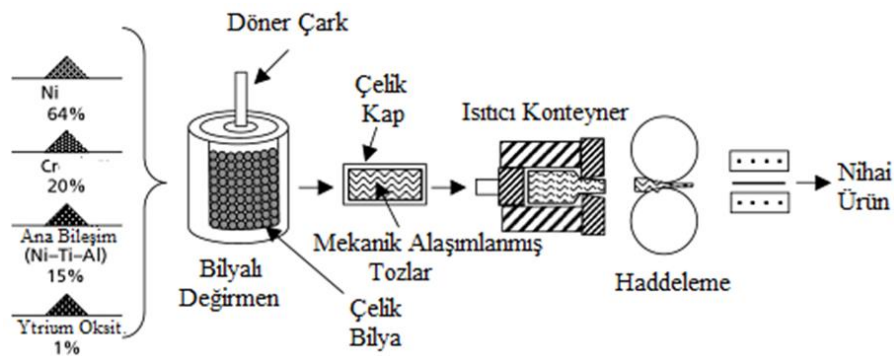 Ni
64%
Cr
20%
Ana Bileşim
(Ni–Ti–Al)
15%
Ytrium Oksit
1%
Döner Çark
Bilyalı
Değirmen
Çelik
Bilya
Çelik
Kap
Mekanik Alaşımlanmış
Tozlar
Isıtıcı Konteyner
Haddeleme
Nihai
Ürün